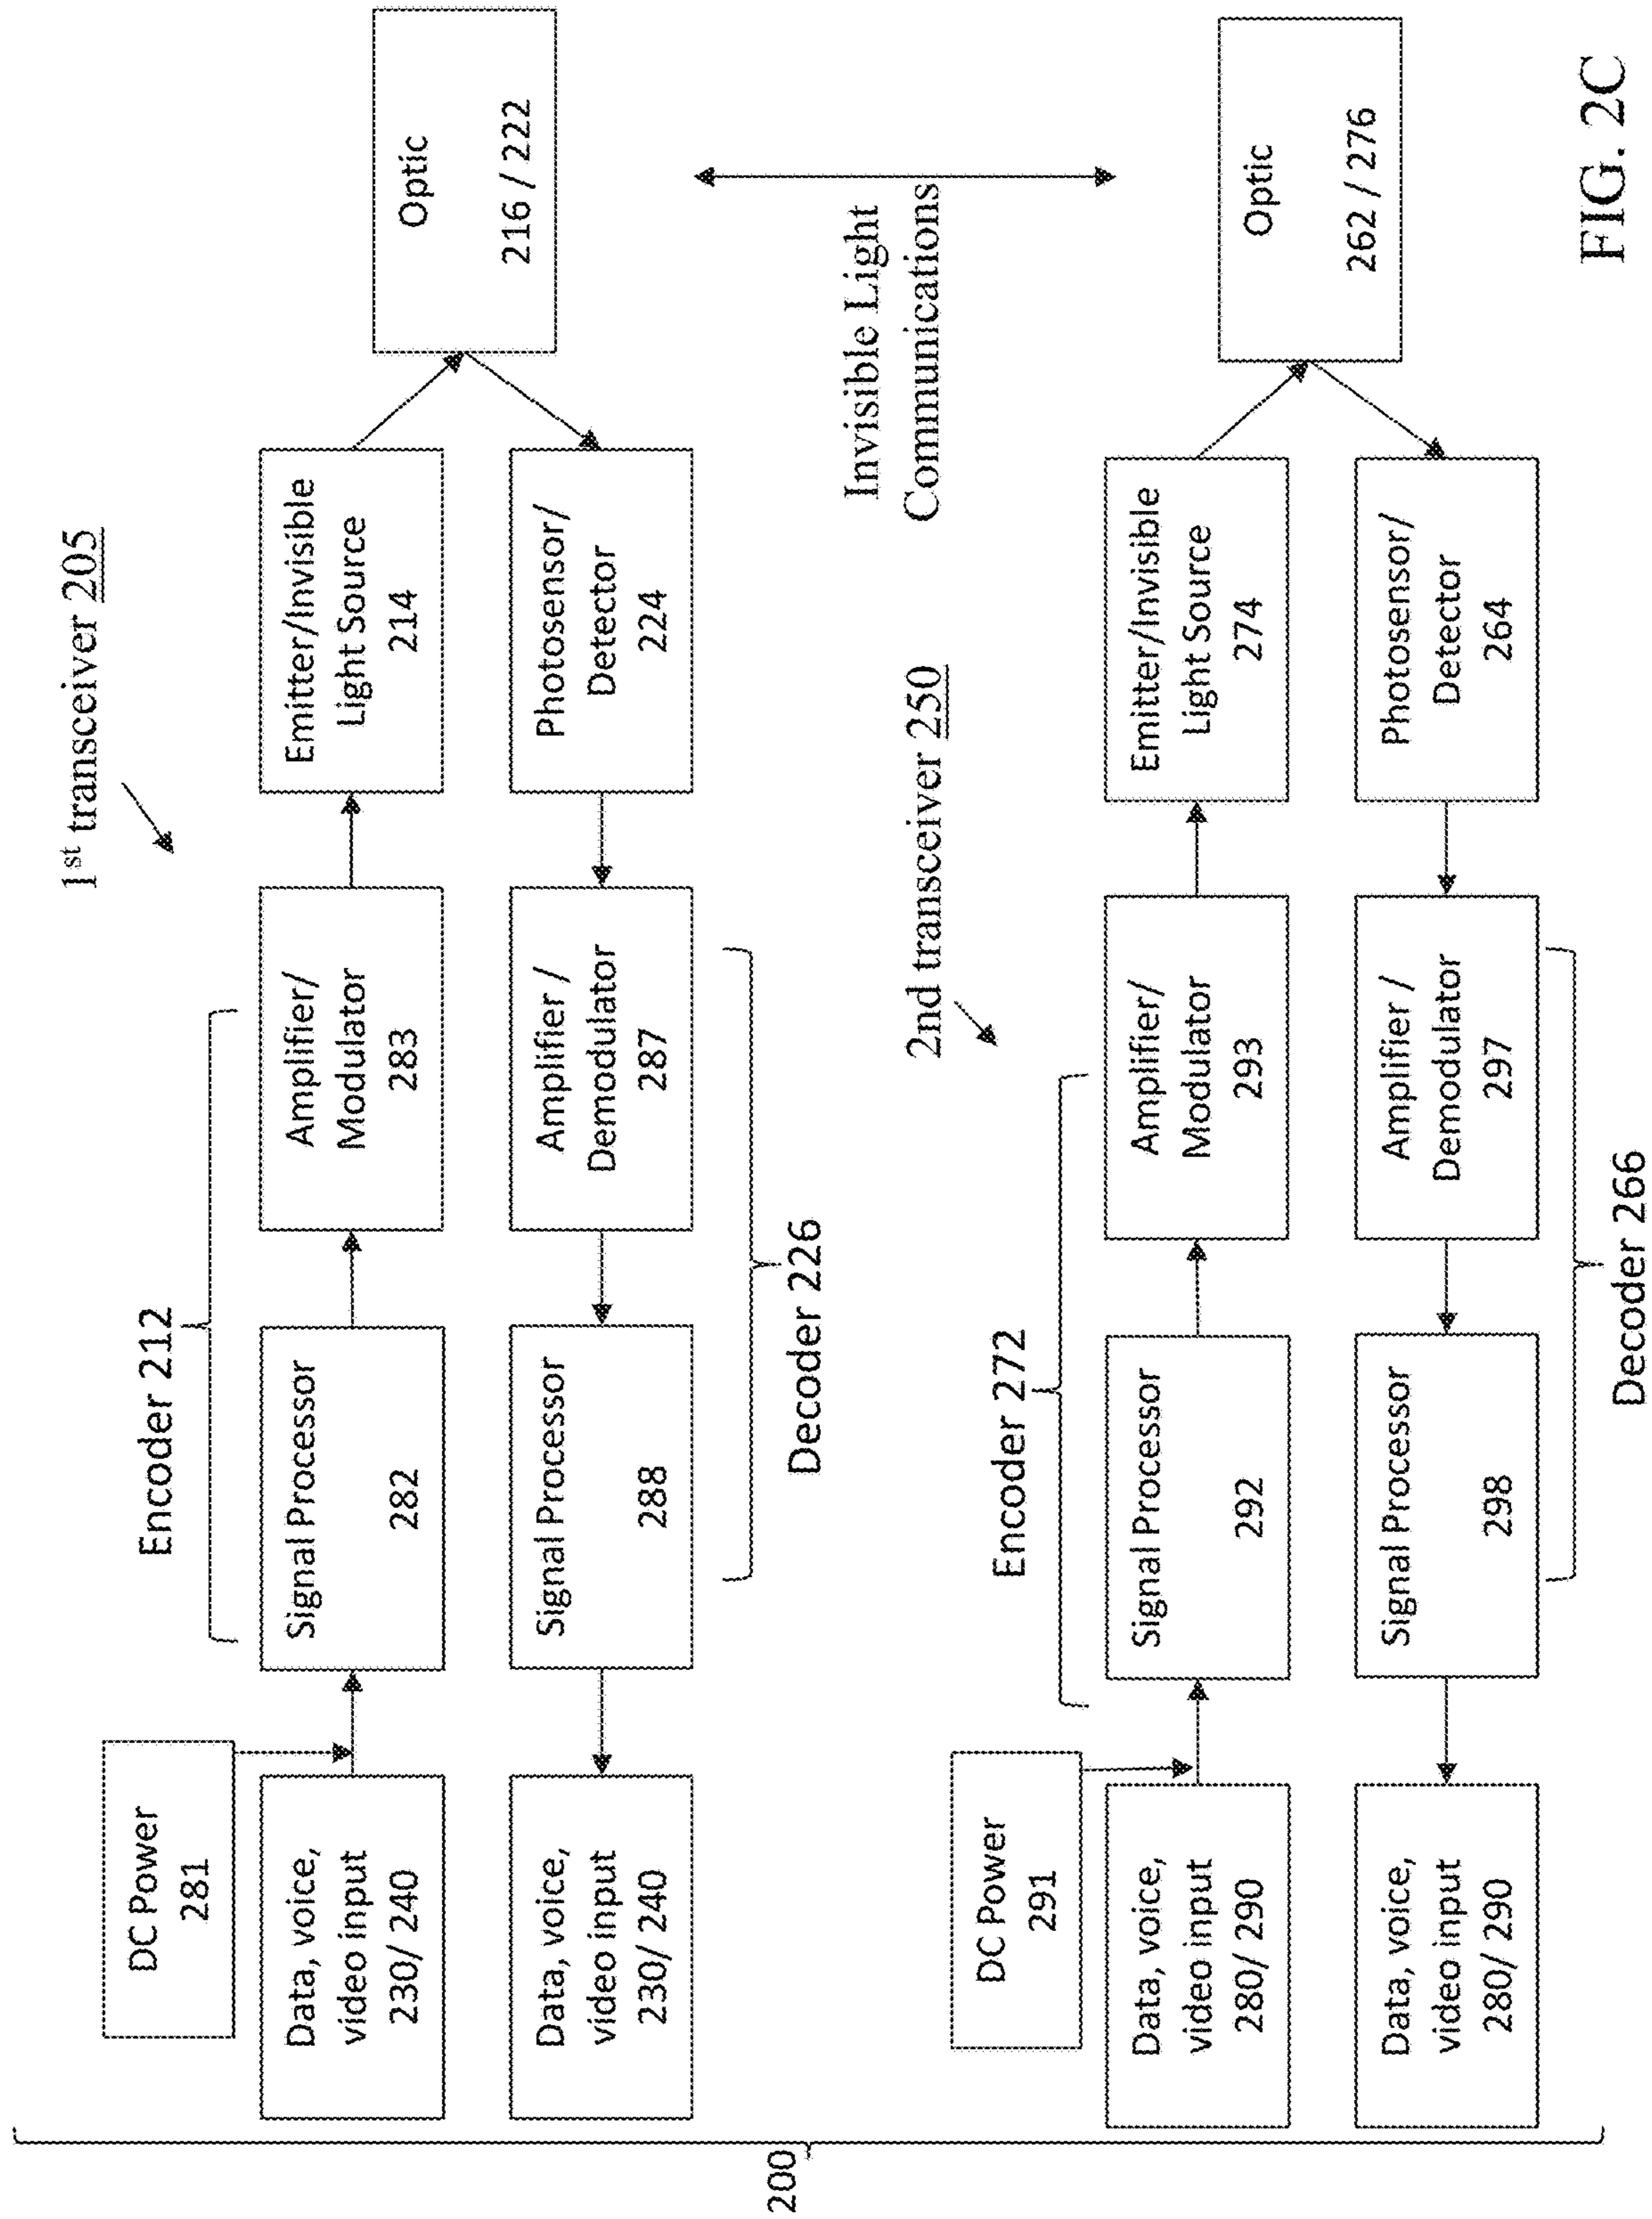 200
1st transceiver 205
DC Power
281
Encoder 212
Data, voice,
video input
230/ 240
Signal Processor
282
Amplifier/
Modulator
283
Emitter/Invisible
Light Source
214
Optic
216 / 222
Data, voice,
video input
230/ 240
Signal Processor
288
Amplifier /
Demodulator
287
Photosensor/
Detector
224
Decoder 226
Invisible Light
Communications
2nd transceiver 250
DC Power
291
Encoder 272
Data, voice,
video input
280/ 290
Signal Processor
292
Amplifier/
Modulator
293
Emitter/Invisible
Light Source
274
Optic
262 / 276
Data, voice,
video input
280/ 290
Signal Processor
298
Amplifier /
Demodulator
297
Photosensor/
Detector
264
Decoder 266
FIG. 2C